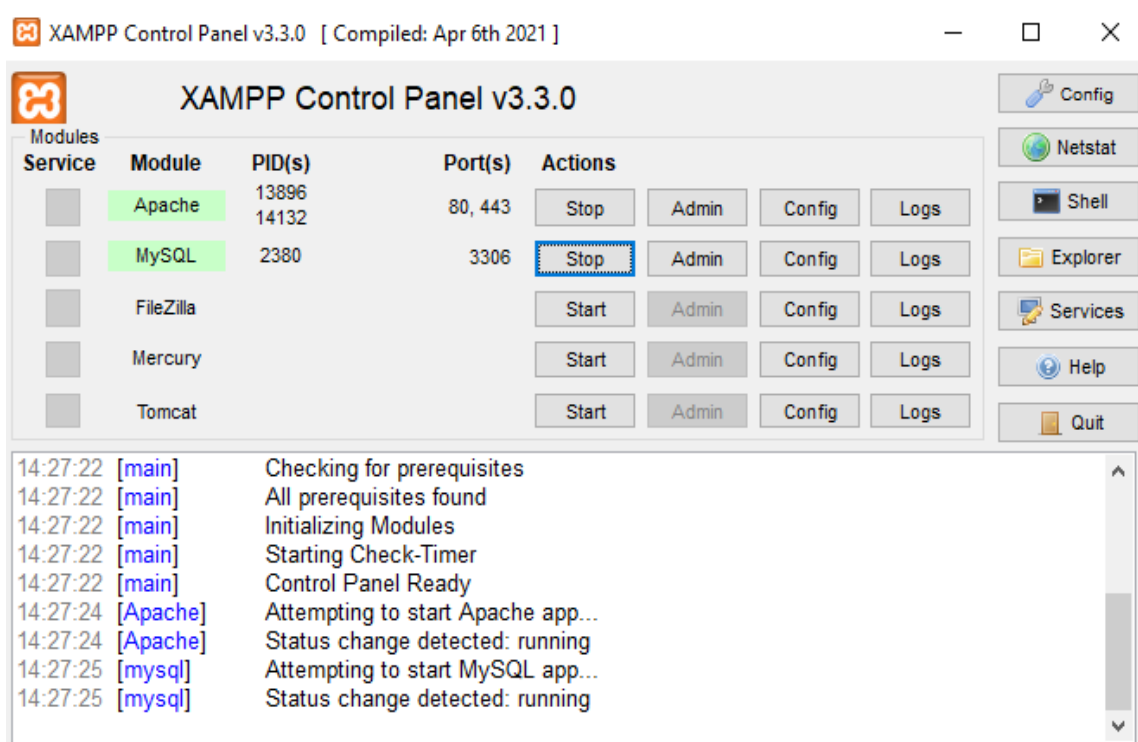 XAMPP Control Panel v3.3.0 [ Compiled: Apr 6th 2021 ]
XAMPP Control Panel v3.3.0
Config
Modules
Service Module PID(s) Port(s) Actions
Netstat
Apache 13896 14132 80, 443 Stop Admin Config Logs
Shell
MySQL 2380 3306 Stop Admin Config Logs
Explorer
FileZilla Start Admin Config Logs
Services
Mercury Start Admin Config Logs
Help
Tomcat Start Admin Config Logs
Quit
14:27:22 [main] Checking for prerequisites
14:27:22 [main] All prerequisites found
14:27:22 [main] Initializing Modules
14:27:22 [main] Starting Check-Timer
14:27:22 [main] Control Panel Ready
14:27:24 [Apache] Attempting to start Apache app...
14:27:24 [Apache] Status change detected: running
14:27:25 [mysql] Attempting to start MySQL app...
14:27:25 [mysql] Status change detected: running